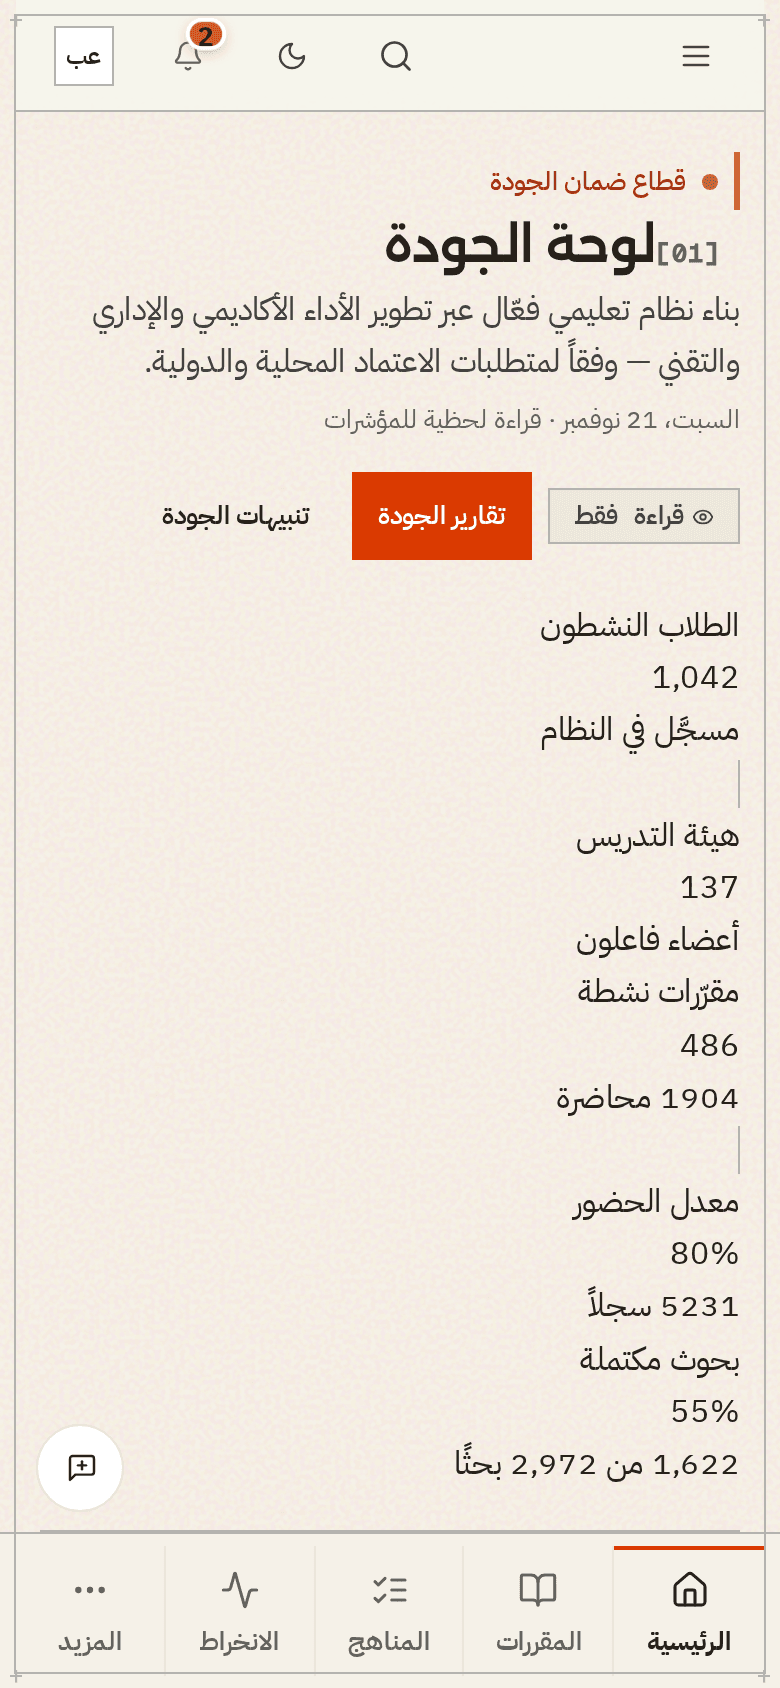 2
عب
قطاع ضمان الجودة
[01] لوحة الجودة
بناء نظام تعليمي فعّال عبر تطوير الأداء الأكاديمي والإداري
والتقني — وفقاً لمتطلبات الاعتماد المحلية والدولية.
السبت، 21 نوفمبر · قراءة لحظية للمؤشرات
قراءة فقط
تقارير الجودة
تنبيهات الجودة
الطلاب النشطون
1,042
مسجَّل في النظام
هيئة التدريس
137
أعضاء فاعلون
مقرّرات نشطة
486
1904 محاضرة
معدل الحضور
80%
5231 سجلاً
بحوث مكتملة
55%
1,622 من 2,972 بحثًا
الرئيسية
المقررات
المناهج
الانخراط
المزيد